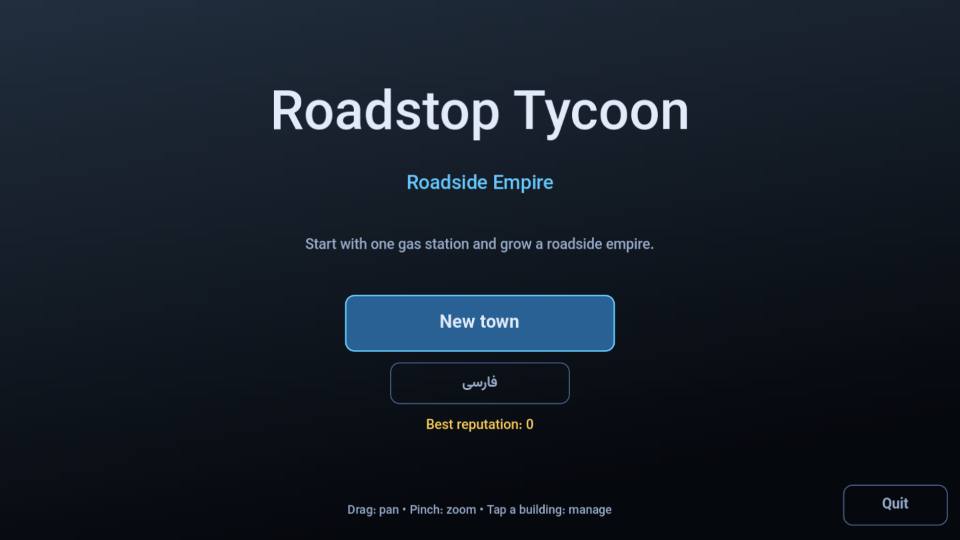 Roadstop Tycoon
Roadside Empire
Start with one gas station and grow a roadside empire.
New town
فارسی
Best reputation: 0
Drag: pan • Pinch: zoom • Tap a building: manage
Quit